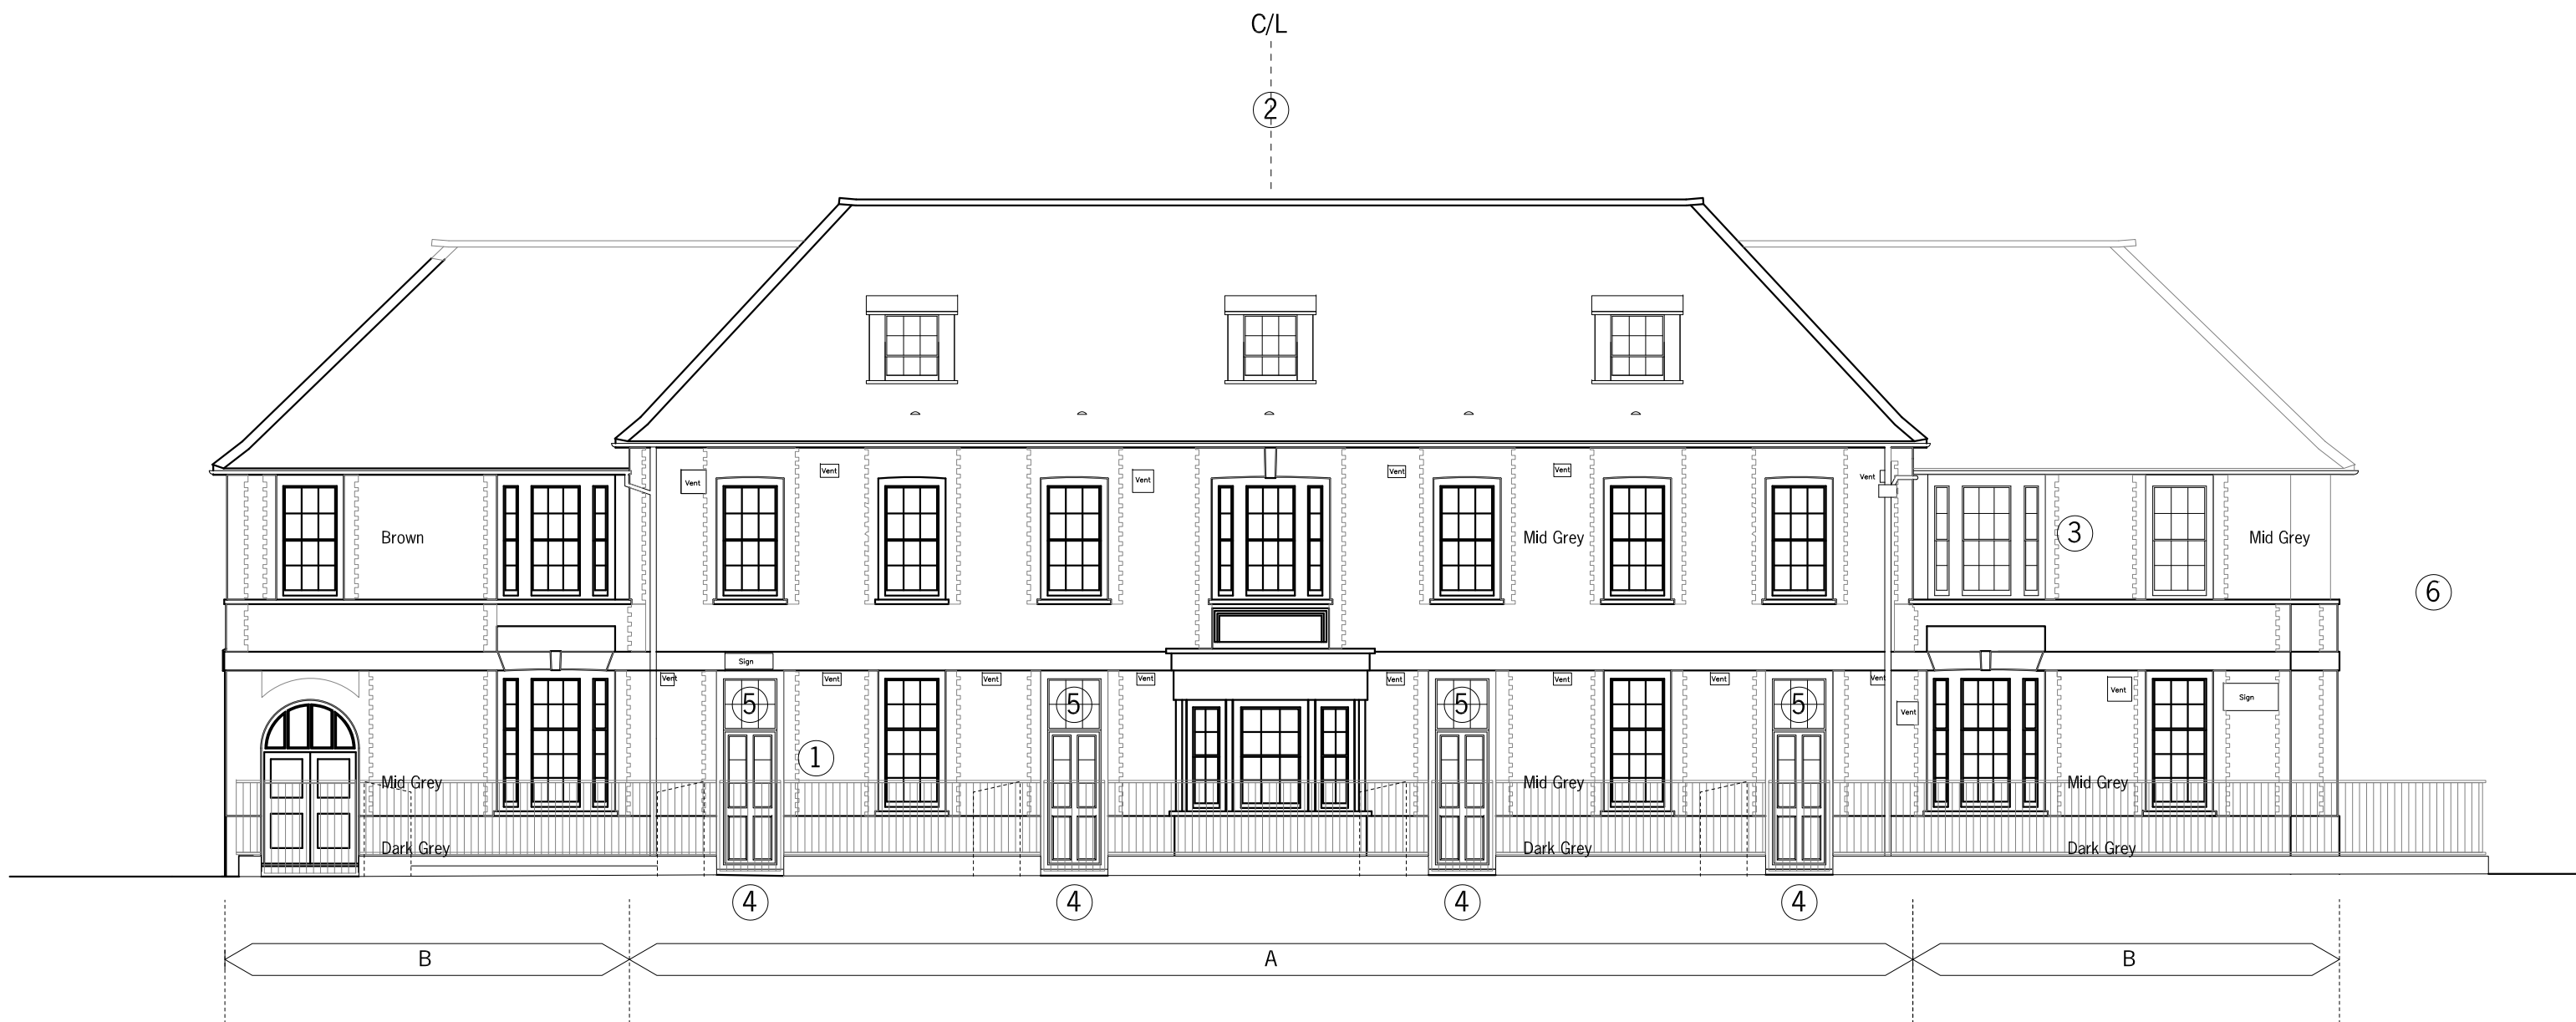 C/L
2
Vent Vent Vent Vent Vent Vent
Brown Mid Grey 3 Mid Grey
6
Sign
Vent Vent Vent Vent Vent Vent Vent Vent Vent Sign
5 5 5 5 Vent
1
Mid Grey Mid Grey Mid Grey
Dark Grey Dark Grey Dark Grey
4 4 4 4
B A B